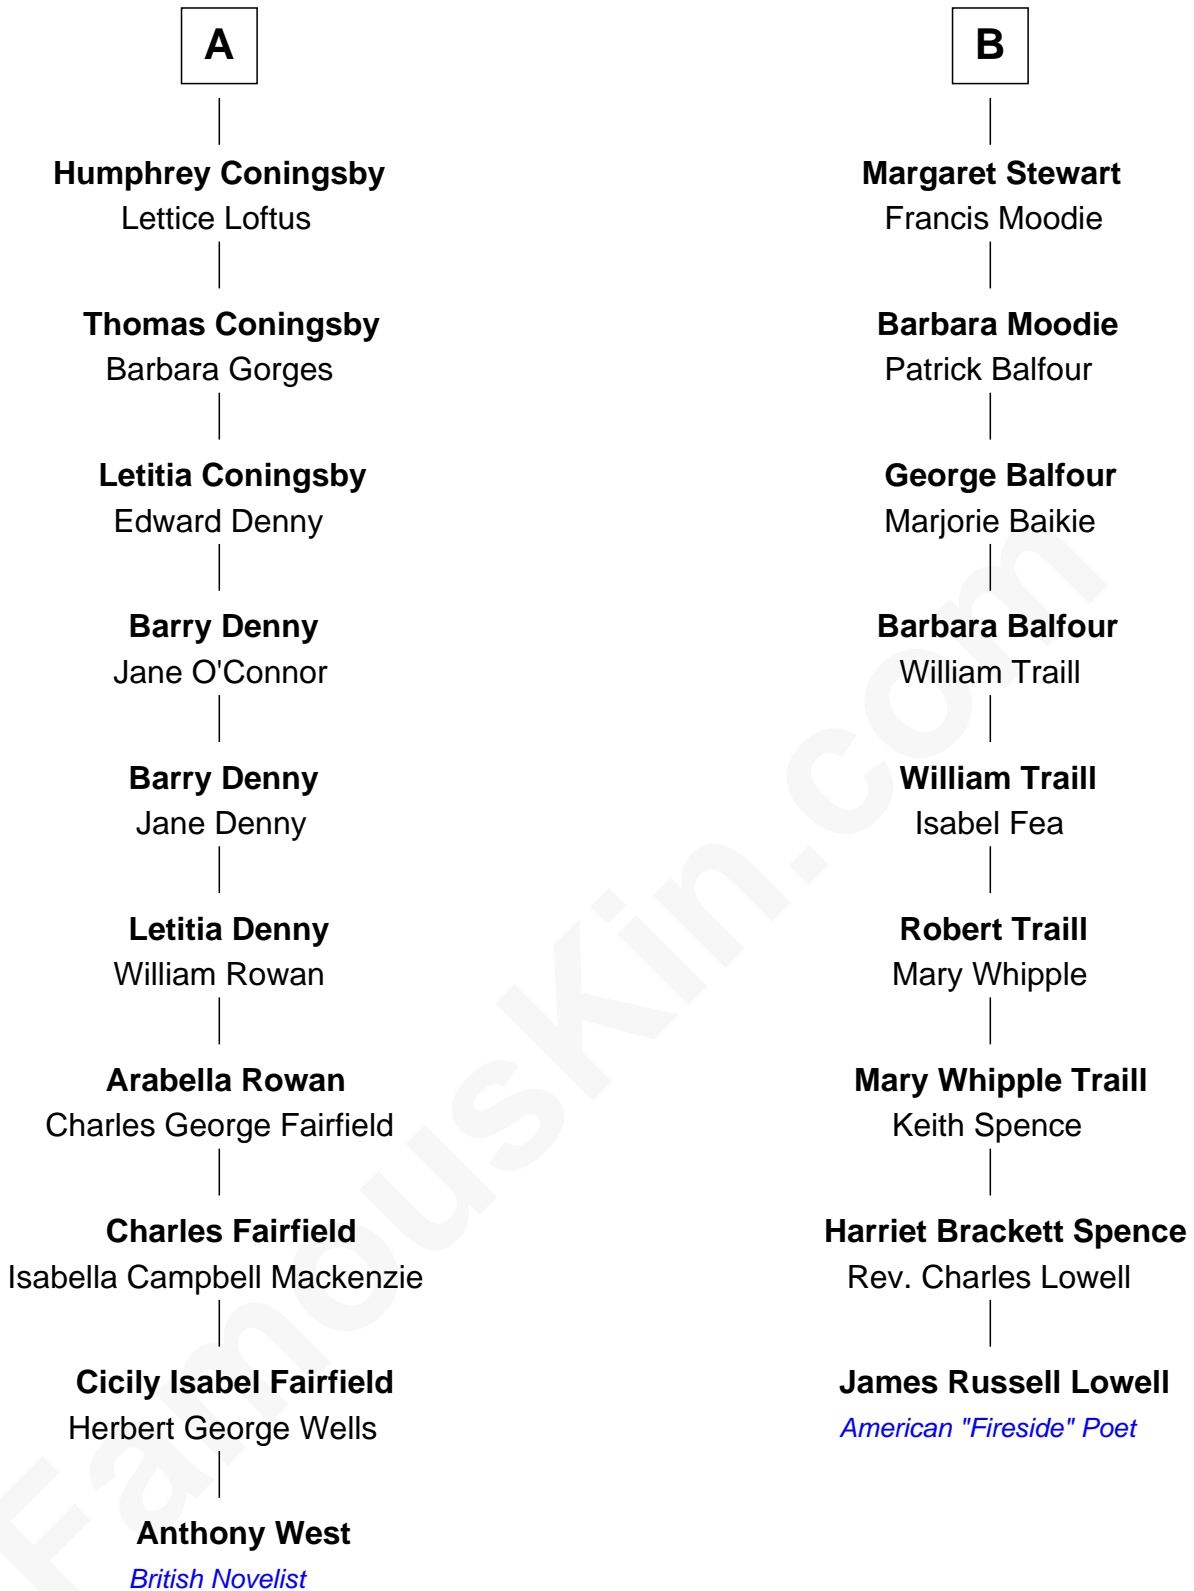 A
Humphrey Coningsby
Lettice Loftus
Thomas Coningsby
Barbara Gorges
Letitia Coningsby
Edward Denny
Barry Denny
Jane O'Connor
Barry Denny
Jane Denny
Letitia Denny
William Rowan
Arabella Rowan
Charles George Fairfield
Charles Fairfield
Isabella Campbell Mackenzie
Cicily Isabel Fairfield
Herbert George Wells
Anthony West
British Novelist
B
Margaret Stewart
Francis Moodie
Barbara Moodie
Patrick Balfour
George Balfour
Marjorie Baikie
Barbara Balfour
William Traill
William Traill
Isabel Fea
Robert Traill
Mary Whipple
Mary Whipple Traill
Keith Spence
Harriet Brackett Spence
Rev. Charles Lowell
James Russell Lowell
American "Fireside" Poet
FamousKin.com